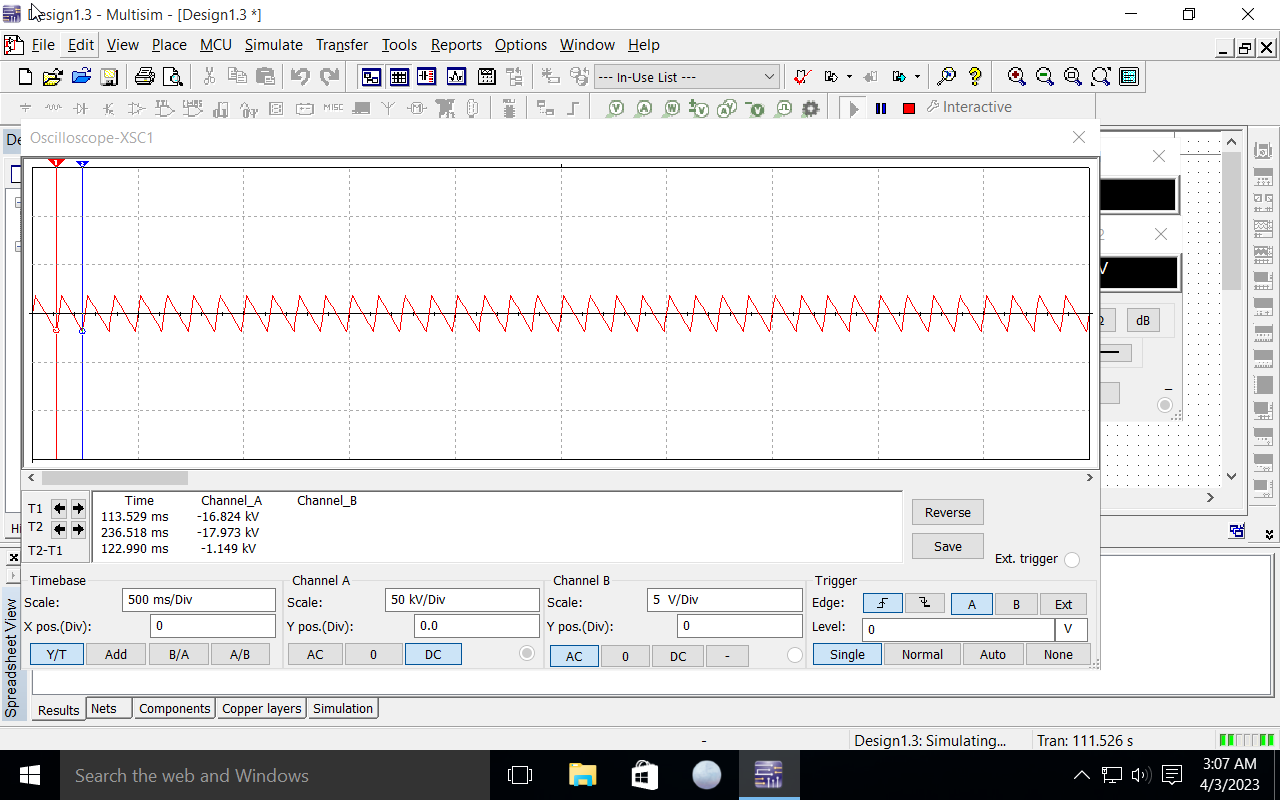 Design1.3 - Multisim - [Design1.3 *]
File Edit View Place MCU Simulate Transfer Tools Reports Options Window Help
--- In-Use List ---
MISC
Interactive
De
Oscilloscope-XSC1
1
2
2
V
Ω
dB
Hi
Time Channel_A Channel_B
T1 113.529 ms -16.824 kV
T2 236.518 ms -17.973 kV
T2-T1 122.990 ms -1.149 kV
Reverse
Save
Ext. trigger
Timebase
Scale: 500 ms/Div
X pos.(Div): 0
Y/T Add B/A A/B
Channel A
Scale: 50 kV/Div
Y pos.(Div): 0.0
AC 0 DC
Channel B
Scale: 5 V/Div
Y pos.(Div): 0
AC 0 DC -
Trigger
Edge: A B Ext
Level: 0 V
Single Normal Auto None
Spreadsheet View
Results Nets Components Copper layers Simulation
- Design1.3: Simulating... Tran: 111.526 s
Search the web and Windows
3:07 AM
4/3/2023